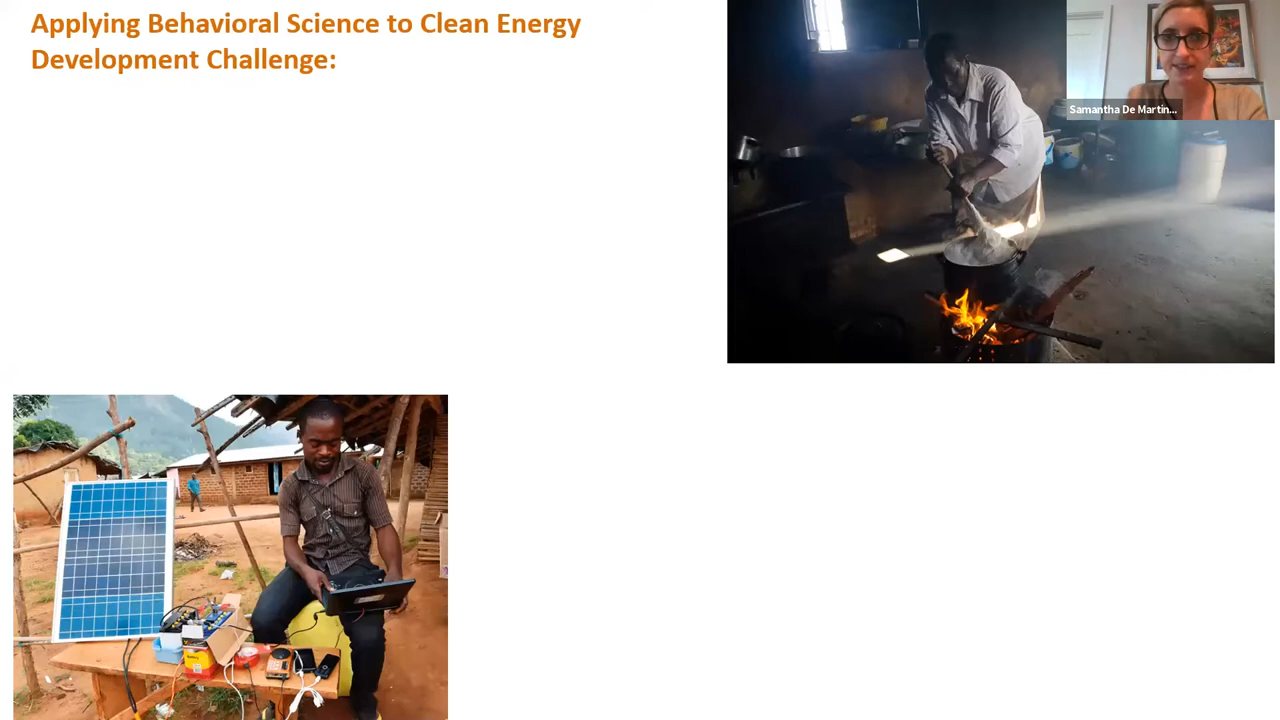 Applying Behavioral Science to Clean Energy
Development Challenge:
Samantha De Martin...